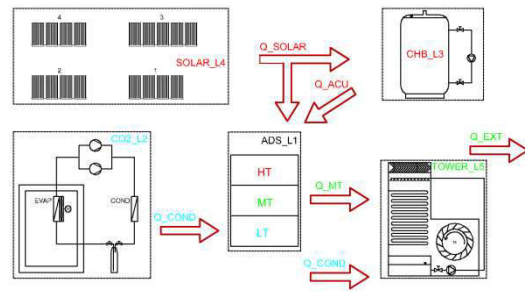 4
3
SOLAR_L4
2
1
Q_SOLAR
CHB_L3
Q_ACU
CD2_L2
ADS_L1
Q_EXT
HT
TOWER_L5
Q_MT
EVAP
COND
MT
Q_COND
LT
Q_COND